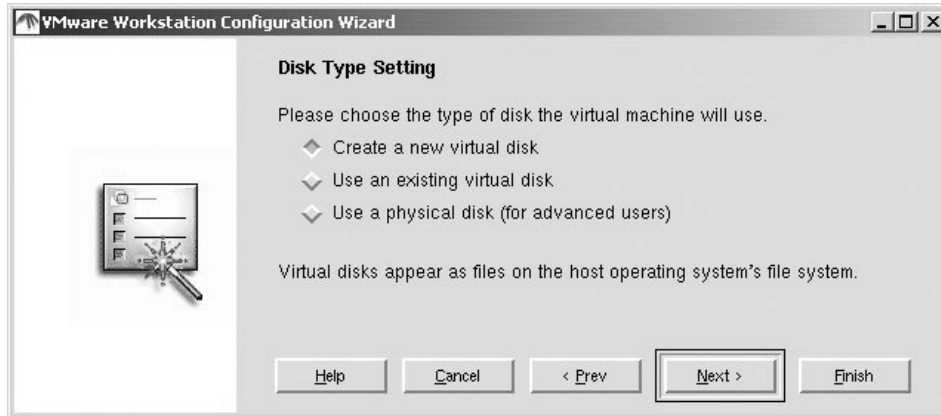 VMware Workstation Configuration Wizard
Disk Type Setting
Please choose the type of disk the virtual machine will use.
Create a new virtual disk
Use an existing virtual disk
Use a physical disk (for advanced users)
Virtual disks appear as files on the host operating system's file system.
Help Cancel < Prev Next > Finish